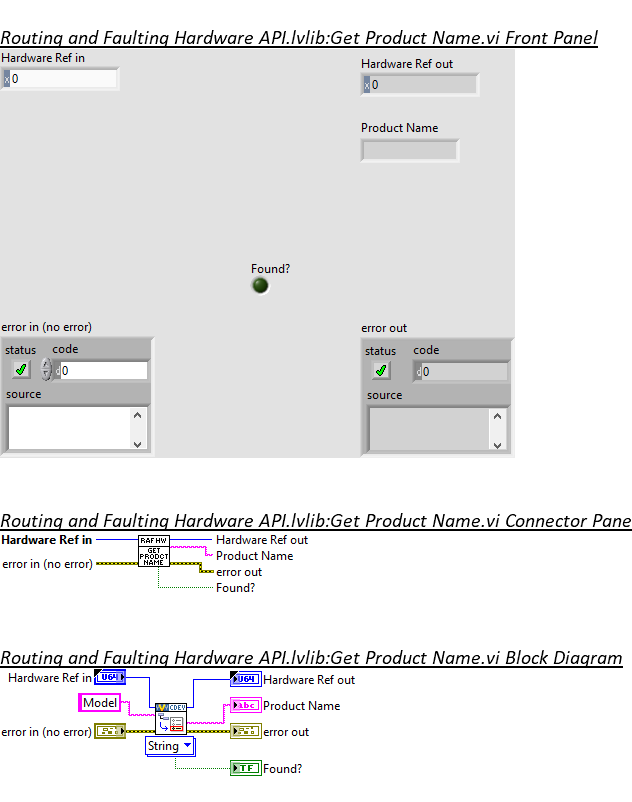 Routing and Faulting Hardware API.lvlib:Get Product Name.vi Front Panel
Hardware Ref in
x 0
Hardware Ref out
x 0
Product Name
Found?
error in (no error)
status code
d 0
source
error out
status code
d 0
source
Routing and Faulting Hardware API.lvlib:Get Product Name.vi Connector Pane
Hardware Ref in
RAF HW
GET
PRODCT
NAME
Hardware Ref out
Product Name
error in (no error)
error out
Found?
Routing and Faulting Hardware API.lvlib:Get Product Name.vi Block Diagram
Hardware Ref in
U64
U64
Hardware Ref out
CDEV
Model
abc
Product Name
error in (no error)
error out
String
TF
Found?